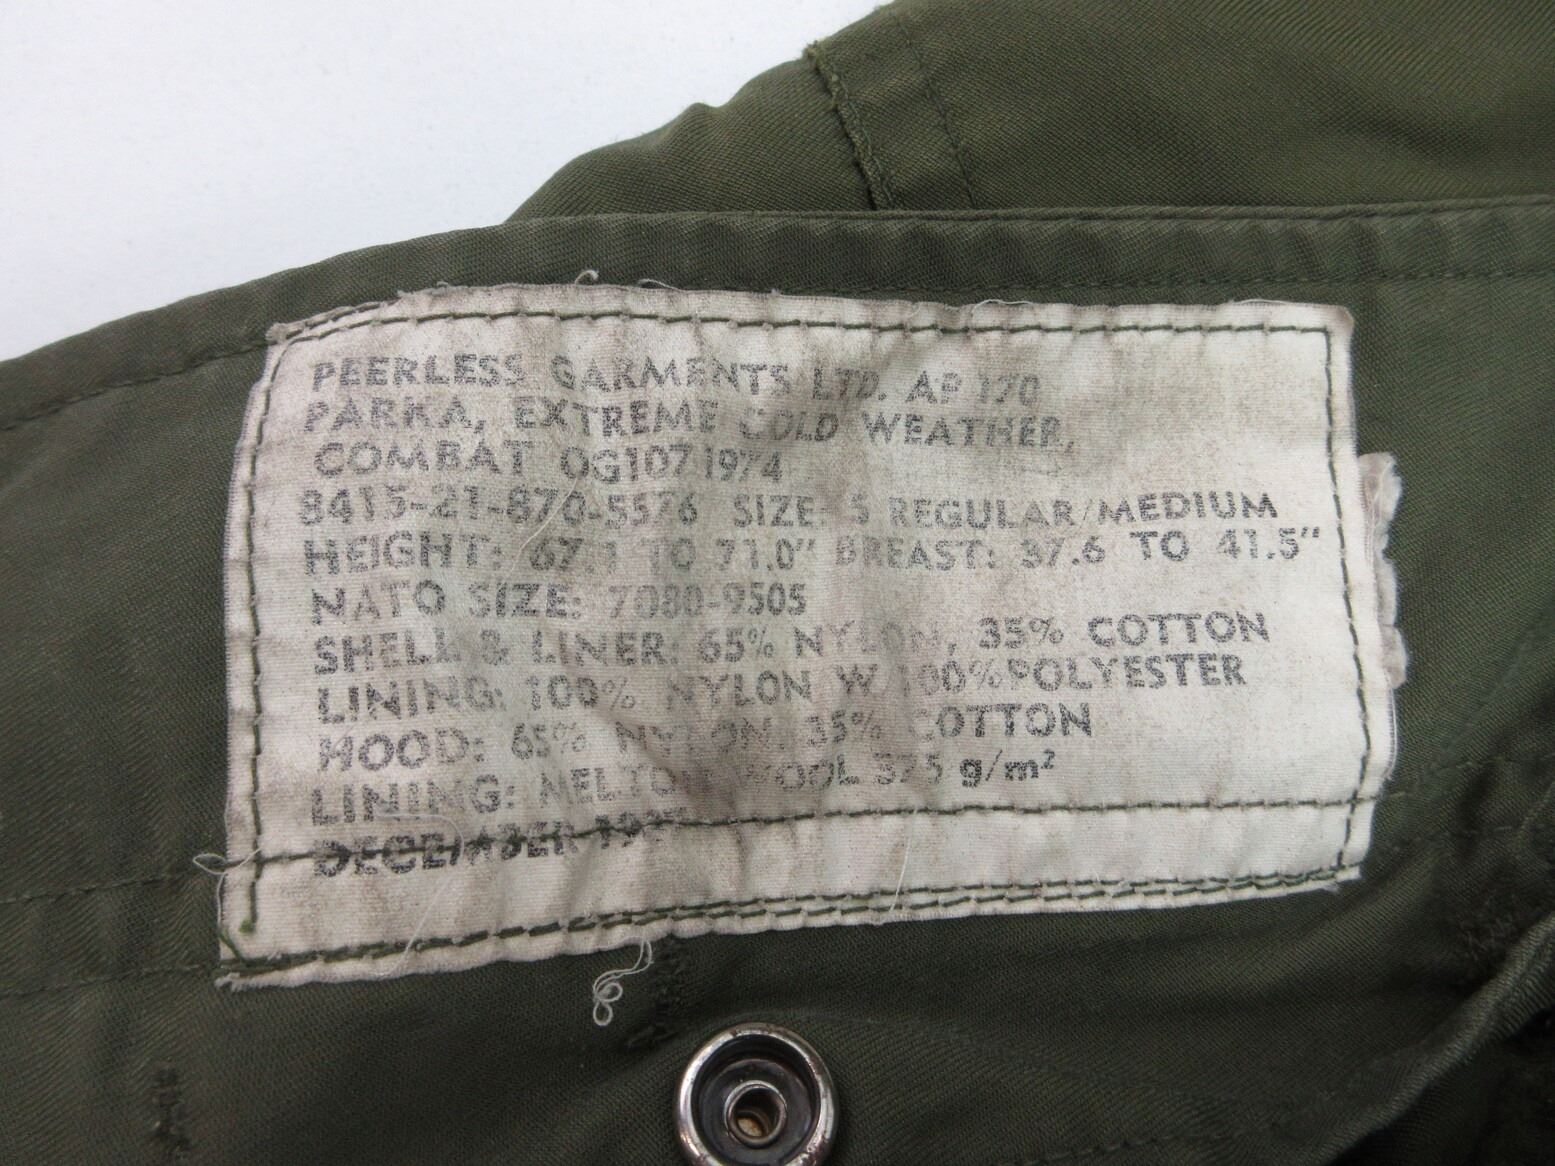 PEERLESS GARMENTS LTD. AP 170
PARKA, EXTREME COLD WEATHER,
COMBAT OG107 1974
8415-21-870-5576 SIZE: 5 REGULAR/MEDIUM
HEIGHT: 67.1 TO 71.0" BREAST: 37.6 TO 41.5"
NATO SIZE: 7080-9505
SHELL & LINER: 65% NYLON, 35% COTTON
LINING: 100% NYLON W 100% POLYESTER
HOOD: 65% NYLON, 35% COTTON
LINING: MELTON WOOL g/m²
DECEMBER